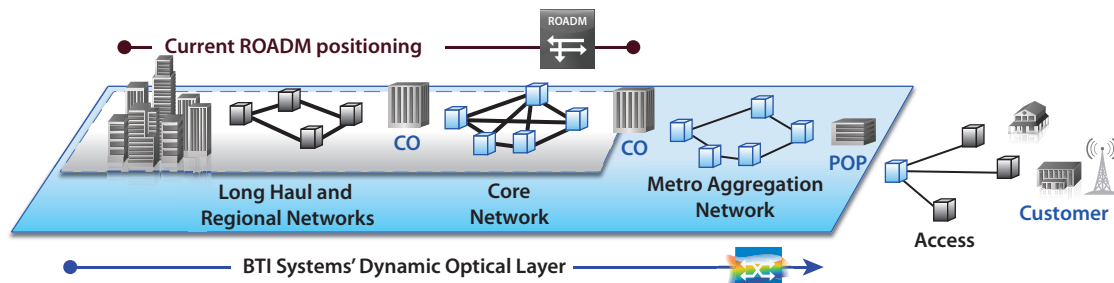 ROADM
Current ROADM positioning
CO
CO
POP
Long Haul and
Regional Networks
Core
Network
Metro Aggregation
Network
Access
Customer
BTI Systems' Dynamic Optical Layer